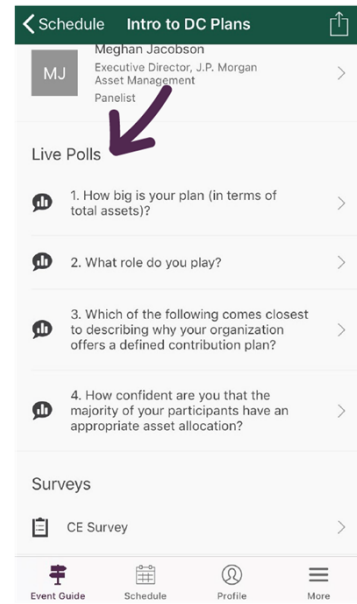 Schedule Intro to DC Plans
Meghan Jacobson
MJ
Executive Director, J.P. Morgan
Asset Management
Panelist
Live Polls
1. How big is your plan (in terms of
total assets)?
2. What role do you play?
3. Which of the following comes closest
to describing why your organization
offers a defined contribution plan?
4. How confident are you that the
majority of your participants have an
appropriate asset allocation?
Surveys
CE Survey
Event Guide Schedule Profile More